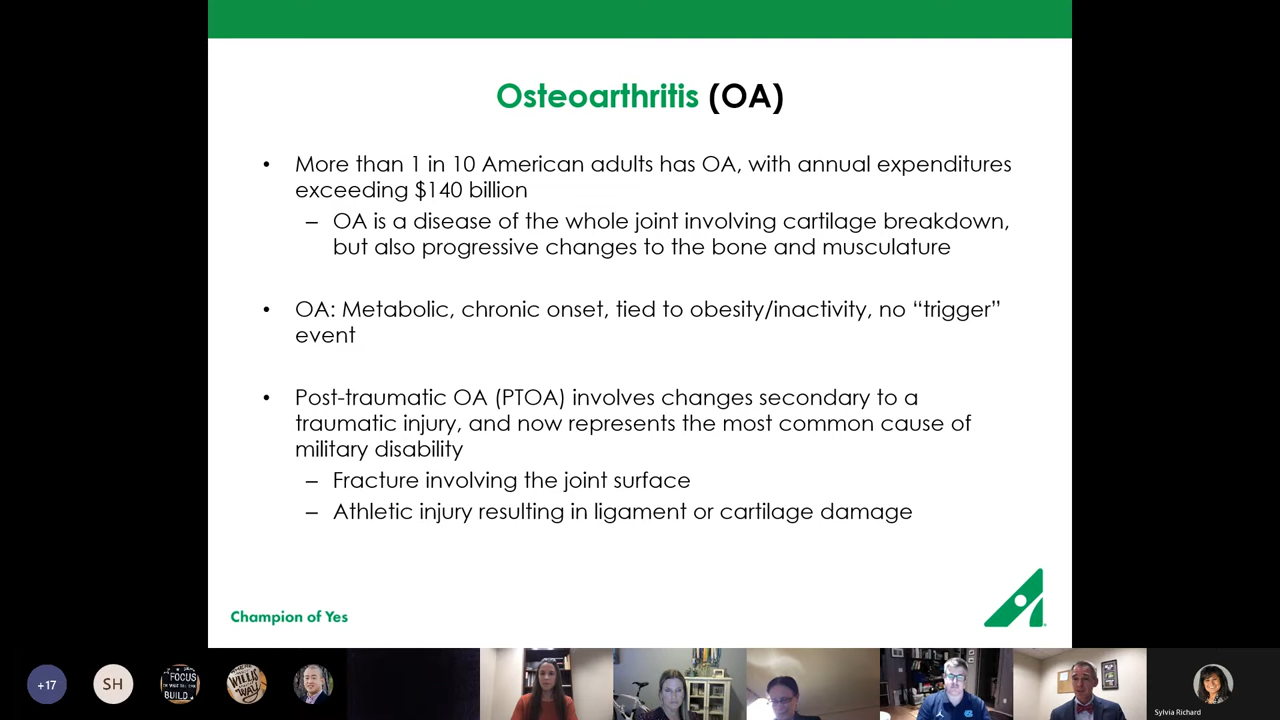 Osteoarthritis (OA)
• More than 1 in 10 American adults has OA, with annual expenditures
exceeding $140 billion
– OA is a disease of the whole joint involving cartilage breakdown,
but also progressive changes to the bone and musculature
• OA: Metabolic, chronic onset, tied to obesity/inactivity, no “trigger”
event
• Post-traumatic OA (PTOA) involves changes secondary to a
traumatic injury, and now represents the most common cause of
military disability
– Fracture involving the joint surface
– Athletic injury resulting in ligament or cartilage damage
Champion of Yes
+17
SH
FOCUS
BUILD
WILL
WAY
Sylvia Richard